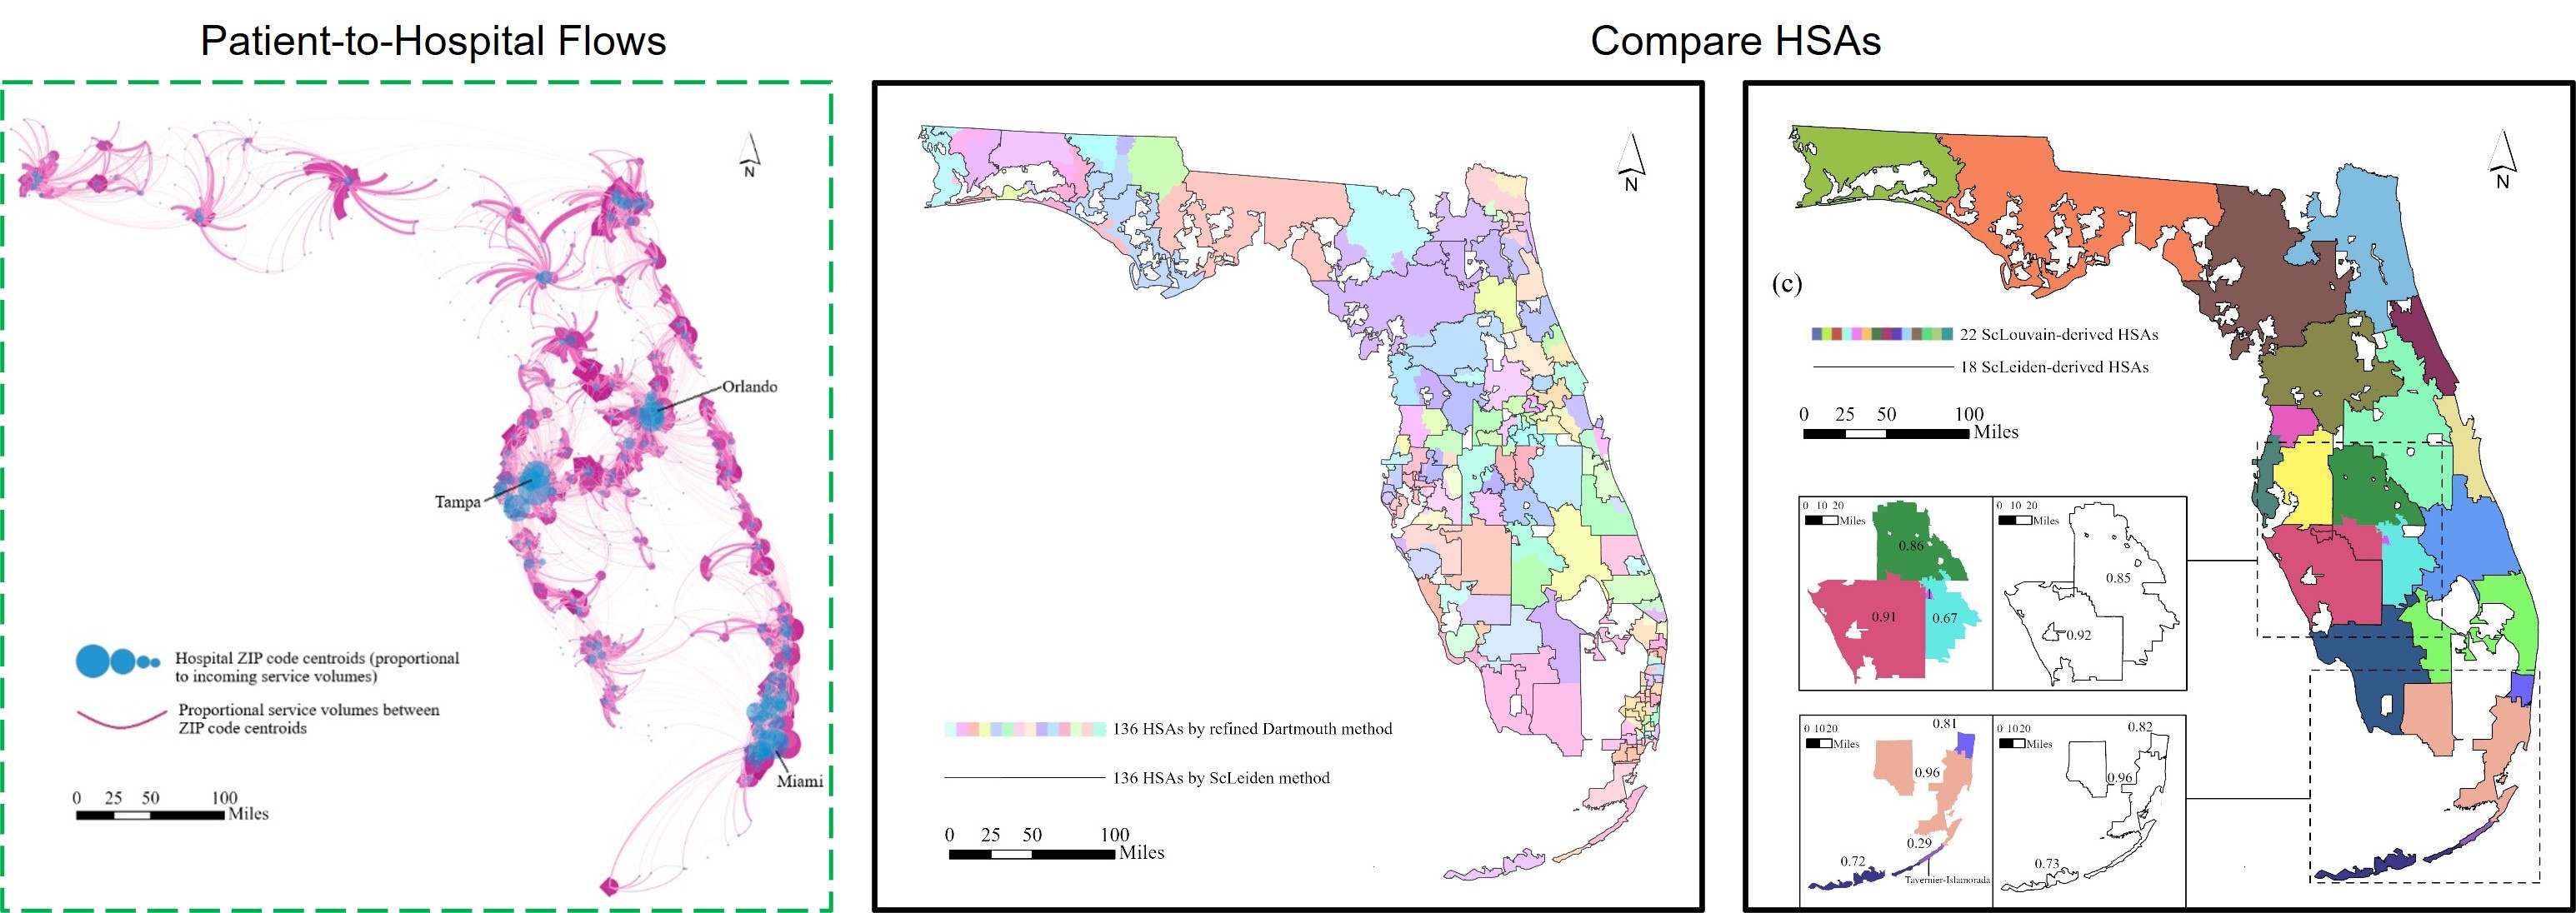 Patient-to-Hospital Flows
Compare HSAs
N
Orlando
Tampa
Hospital ZIP code centroids (proportional
to incoming service volumes)
Proportional service volumes between
ZIP code centroids
Miami
0 25 50 100
Miles
N
136 HSAs by refined Dartmouth method
136 HSAs by ScLeiden method
0 25 50 100
Miles
N
(c)
22 ScLouvain-derived HSAs
18 ScLeiden-derived HSAs
0 25 50 100
Miles
0 10 20
Miles
0.86
0.91
1
0.67
0 10 20
Miles
0.85
0.92
0 10 20
Miles
0.81
0.96
0.29
0.72
Tavernier-Islamorada
0 10 20
Miles
0.82
0.96
0.73